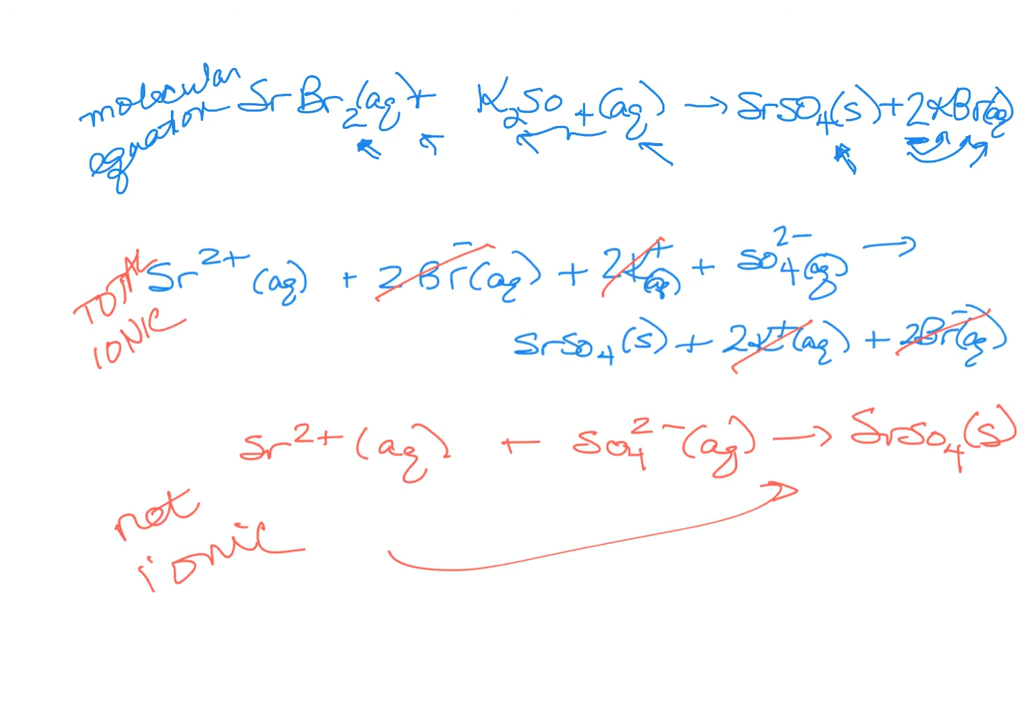 molecular equation SrBr₂(aq) + K₂SO₄(aq) → SrSO₄(s) + 2KBr(aq)
TOTAL IONIC Sr²⁺(aq) + 2Br⁻(aq) + 2K⁺(aq) + SO₄²⁻(aq) →
SrSO₄(s) + 2K⁺(aq) + 2Br⁻(aq)
Sr²⁺(aq) + SO₄²⁻(aq) → SrSO₄(s)
not
ionic